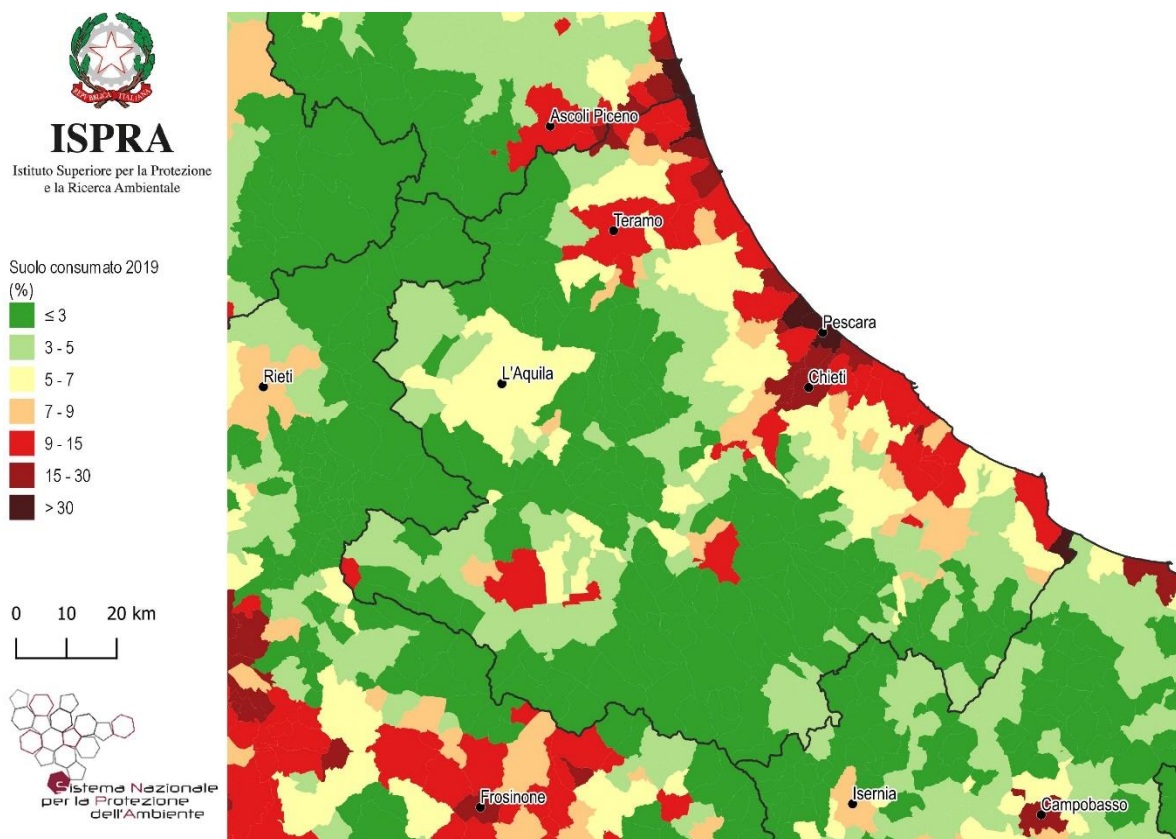 REPVBBLICA ITALIANA
ISPRA
Istituto Superiore per la Protezione
e la Ricerca Ambientale
Suolo consumato 2019
(%)
≤ 3
3 - 5
5 - 7
7 - 9
9 - 15
15 - 30
> 30
0 10 20 km
Sistema Nazionale
per la Protezione
dell'Ambiente
Ascoli Piceno
Teramo
Pescara
Rieti
L'Aquila
Chieti
Frosinone
Isernia
Campobasso